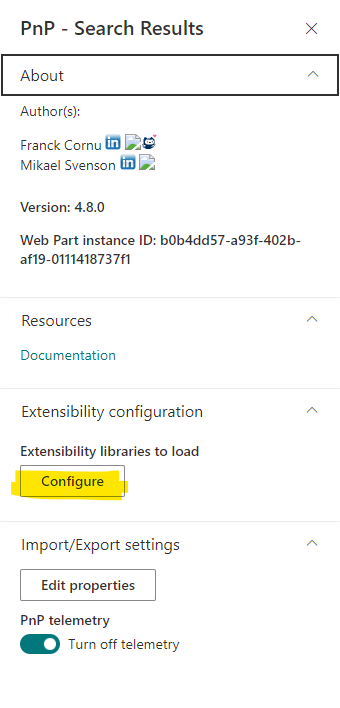 PnP - Search Results
About
Author(s):
Franck Cornu in
Mikael Svenson in
Version: 4.8.0
Web Part instance ID: b0b4dd57-a93f-402b-
af19-0111418737f1
Resources
Documentation
Extensibility configuration
Extensibility libraries to load
Configure
Import/Export settings
Edit properties
PnP telemetry
Turn off telemetry